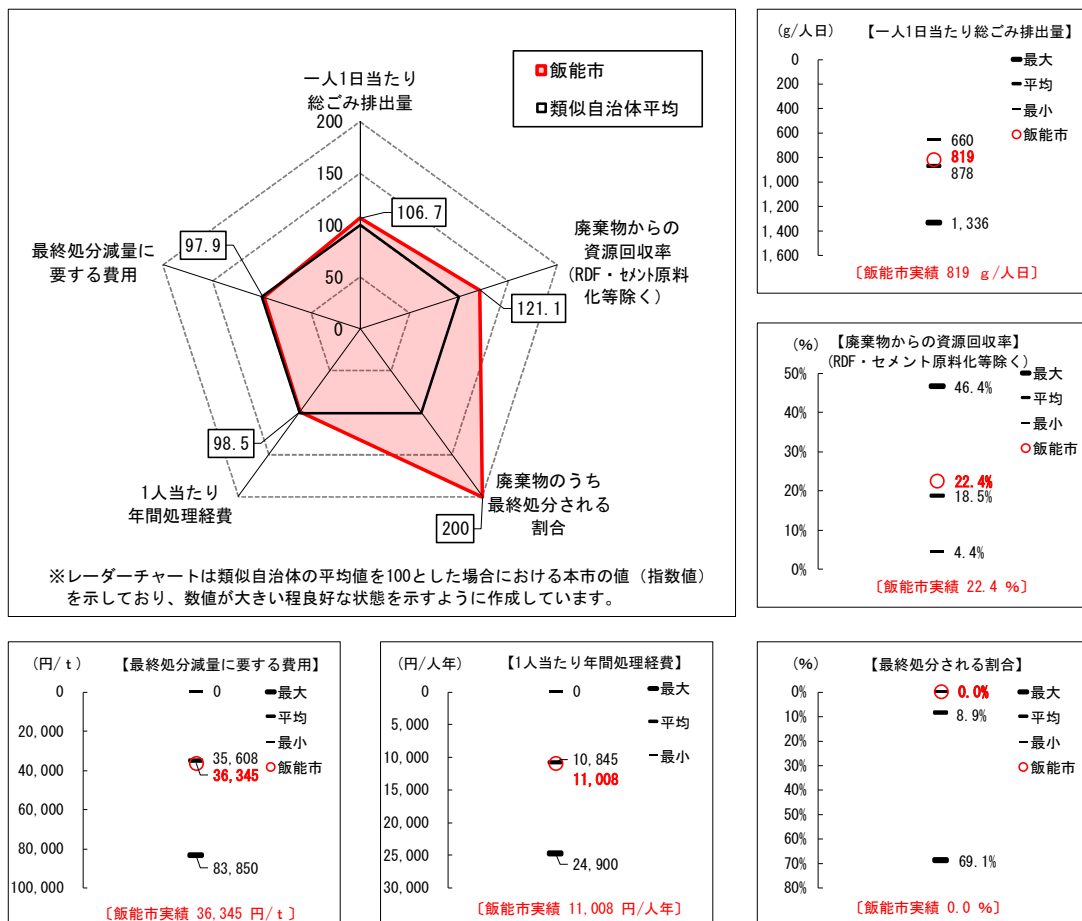 飯能市
類似自治体平均
一人1日当たり
総ごみ排出量
200
150
100
50
0
106.7
廃棄物からの
資源回収率
(RDF・セメント原料
化等除く)
121.1
廃棄物のうち
最終処分される
割合
200
1人当たり
年間処理経費
98.5
最終処分減量に
要する費用
97.9
※レーダーチャートは類似自治体の平均値を100とした場合における本市の値（指数値）
を示しており、数値が大きい程良好な状態を示すように作成しています。
(g/人日)
【一人1日当たり総ごみ排出量】
0
200
400
600
800
1,000
1,200
1,400
1,600
最大
平均
最小
飯能市
660
819
878
1,336
〔飯能市実績 819 g/人日〕
(%)
【廃棄物からの資源回収率】
(RDF・セメント原料化等除く)
50%
40%
30%
20%
10%
0%
最大
平均
最小
飯能市
46.4%
22.4%
18.5%
4.4%
〔飯能市実績 22.4 %〕
(円/t)
【最終処分減量に要する費用】
0
20,000
40,000
60,000
80,000
100,000
最大
平均
最小
飯能市
0
35,608
36,345
83,850
〔飯能市実績 36,345 円/t〕
(円/人年)
【1人当たり年間処理経費】
0
5,000
10,000
15,000
20,000
25,000
30,000
最大
平均
最小
0
10,845
11,008
24,900
〔飯能市実績 11,008 円/人年〕
(%)
【最終処分される割合】
0%
10%
20%
30%
40%
50%
60%
70%
80%
最大
平均
最小
飯能市
0.0%
8.9%
69.1%
〔飯能市実績 0.0 %〕